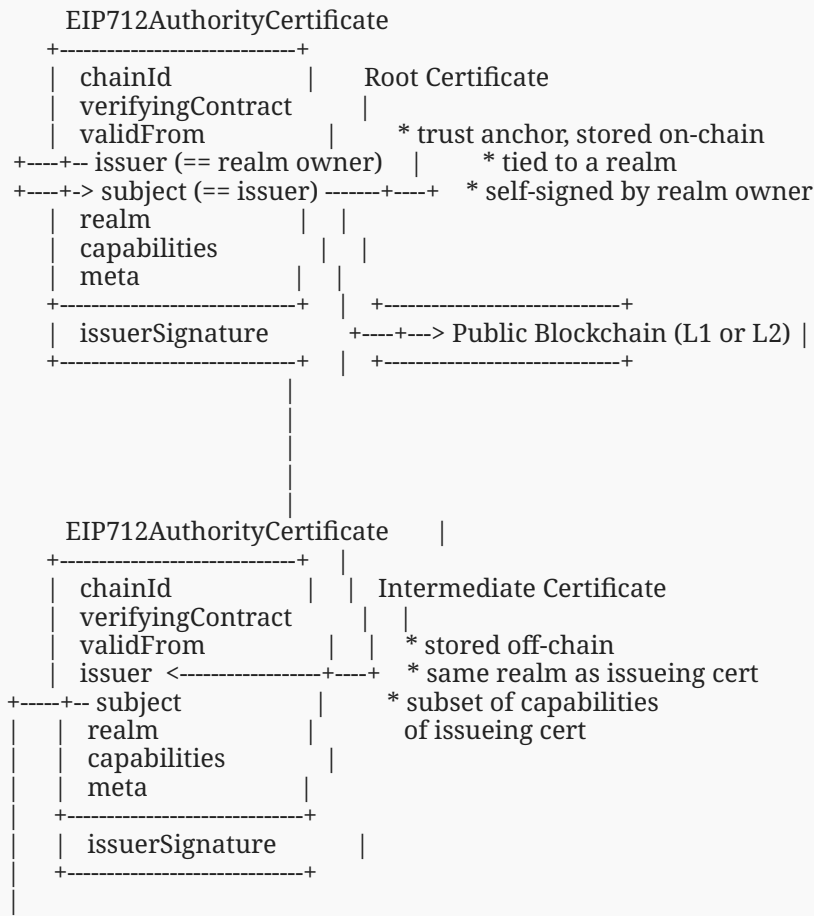 EIP712AuthorityCertificate
+------------------------------+
| chainId | Root Certificate
| verifyingContract |
| validFrom | * trust anchor, stored on-chain
+----+-- issuer (== realm owner) | * tied to a realm
+----+-> subject (== issuer) -------+----+ * self-signed by realm owner
| realm | |
| capabilities | |
| meta | |
+------------------------------+ | +------------------------------+
| issuerSignature +----+---> Public Blockchain (L1 or L2) |
+------------------------------+ | +------------------------------+
|
|
|
|
|
EIP712AuthorityCertificate |
+------------------------------+ |
| chainId | | Intermediate Certificate
| verifyingContract | |
| validFrom | | * stored off-chain
| issuer <------------------+----+ * same realm as issueing cert
+-----+-- subject | * subset of capabilities
| | realm | of issueing cert
| | capabilities |
| | meta |
| +------------------------------+
| | issuerSignature |
| +------------------------------+
|